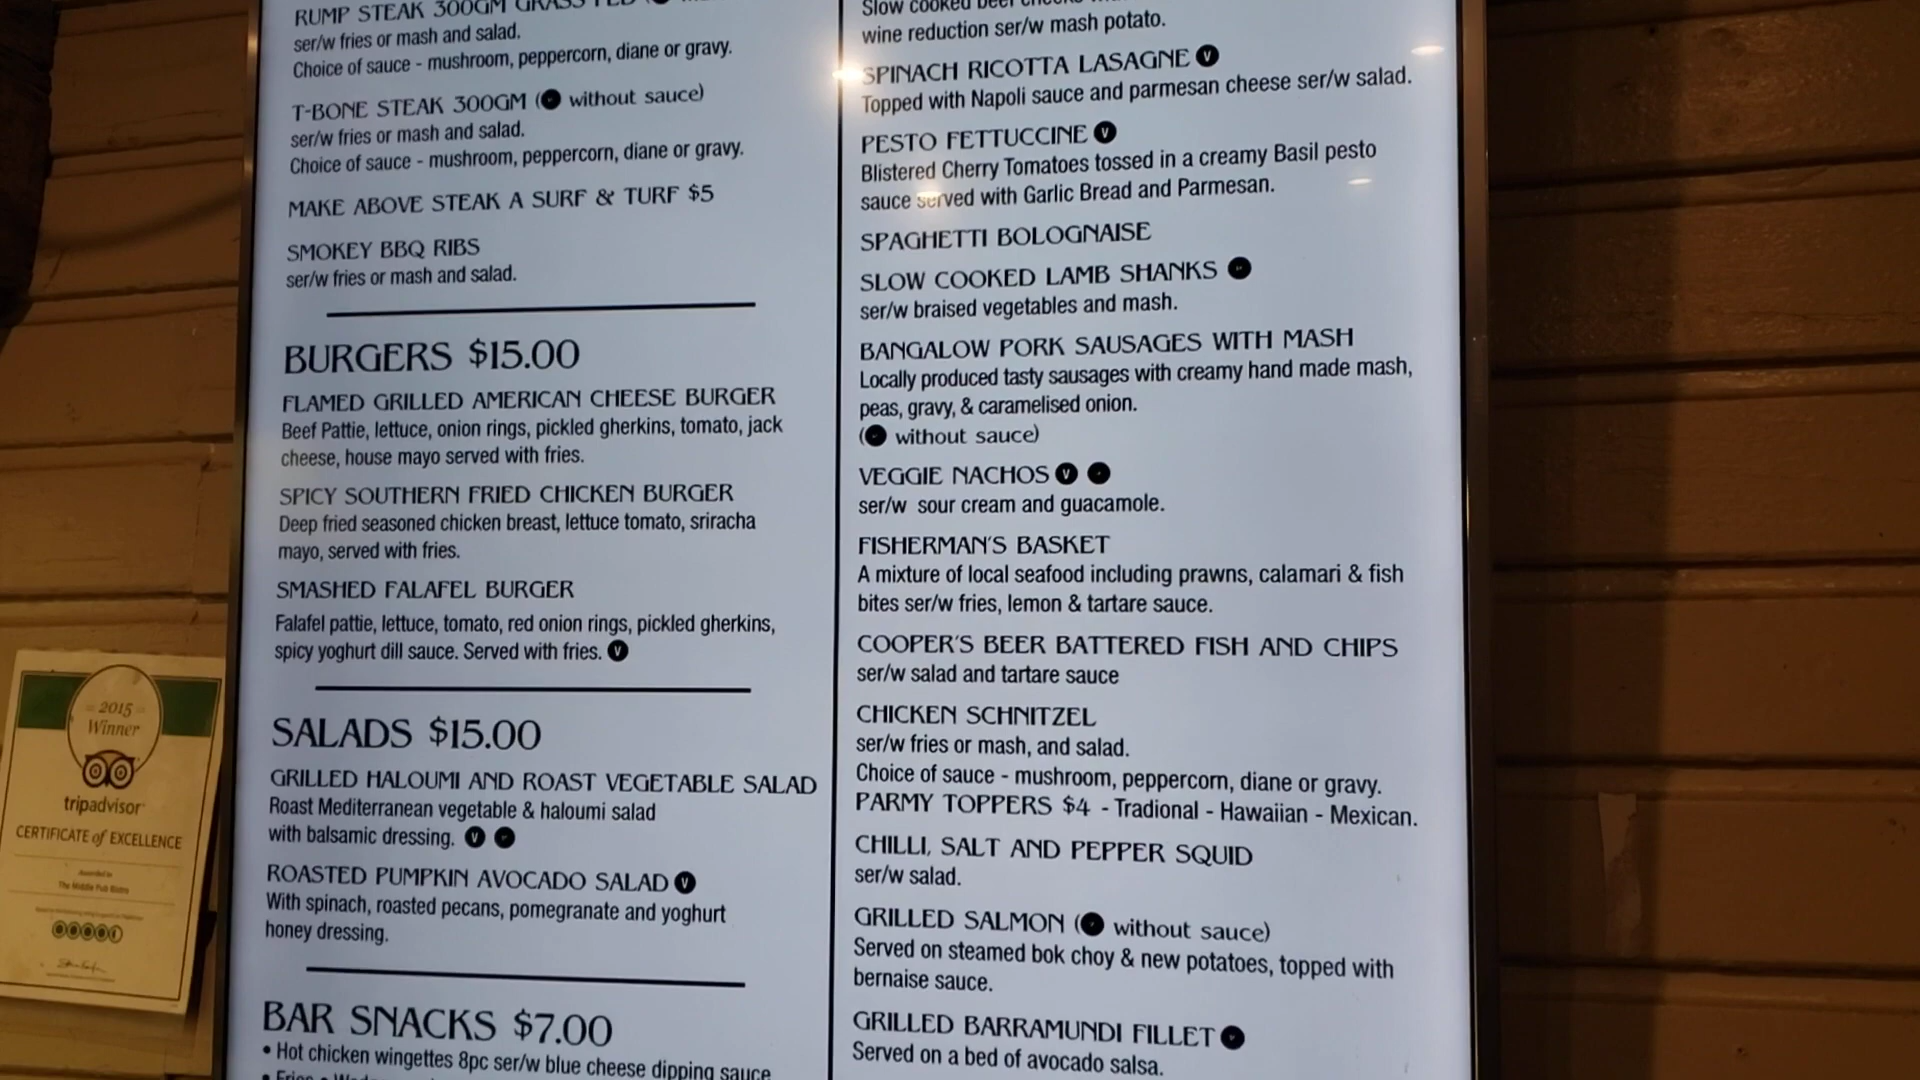 RUMP STEAK 300GM GRASS FED
ser/w fries or mash and salad.
Choice of sauce - mushroom, peppercorn, diane or gravy.
T-BONE STEAK 300GM ( without sauce)
ser/w fries or mash and salad.
Choice of sauce - mushroom, peppercorn, diane or gravy.
MAKE ABOVE STEAK A SURF & TURF $5
SMOKEY BBQ RIBS
ser/w fries or mash and salad.
BURGERS $15.00
FLAMED GRILLED AMERICAN CHEESE BURGER
Beef Pattie, lettuce, onion rings, pickled gherkins, tomato, jack
cheese, house mayo served with fries.
SPICY SOUTHERN FRIED CHICKEN BURGER
Deep fried seasoned chicken breast, lettuce tomato, sriracha
mayo, served with fries.
SMASHED FALAFEL BURGER
Falafel pattie, lettuce, tomato, red onion rings, pickled gherkins,
spicy yoghurt dill sauce. Served with fries. V
SALADS $15.00
GRILLED HALOUMI AND ROAST VEGETABLE SALAD
Roast Mediterranean vegetable & haloumi salad
with balsamic dressing. V
ROASTED PUMPKIN AVOCADO SALAD V
With spinach, roasted pecans, pomegranate and yoghurt
honey dressing.
BAR SNACKS $7.00
• Hot chicken wingettes 8pc ser/w blue cheese dipping sauce
• Fries •
Slow cooked beef cheeks
wine reduction ser/w mash potato.
SPINACH RICOTTA LASAGNE V
Topped with Napoli sauce and parmesan cheese ser/w salad.
PESTO FETTUCCINE V
Blistered Cherry Tomatoes tossed in a creamy Basil pesto
sauce served with Garlic Bread and Parmesan.
SPAGHETTI BOLOGNAISE
SLOW COOKED LAMB SHANKS
ser/w braised vegetables and mash.
BANGALOW PORK SAUSAGES WITH MASH
Locally produced tasty sausages with creamy hand made mash,
peas, gravy, & caramelised onion.
( without sauce)
VEGGIE NACHOS V
ser/w sour cream and guacamole.
FISHERMAN'S BASKET
A mixture of local seafood including prawns, calamari & fish
bites ser/w fries, lemon & tartare sauce.
COOPER'S BEER BATTERED FISH AND CHIPS
ser/w salad and tartare sauce
CHICKEN SCHNITZEL
ser/w fries or mash, and salad.
Choice of sauce - mushroom, peppercorn, diane or gravy.
PARMY TOPPERS $4 - Tradional - Hawaiian - Mexican.
CHILLI, SALT AND PEPPER SQUID
ser/w salad.
GRILLED SALMON ( without sauce)
Served on steamed bok choy & new potatoes, topped with
bernaise sauce.
GRILLED BARRAMUNDI FILLET
Served on a bed of avocado salsa.
2015
Winner
tripadvisor
CERTIFICATE of EXCELLENCE
Awarded to
The Middle Pub Bistro